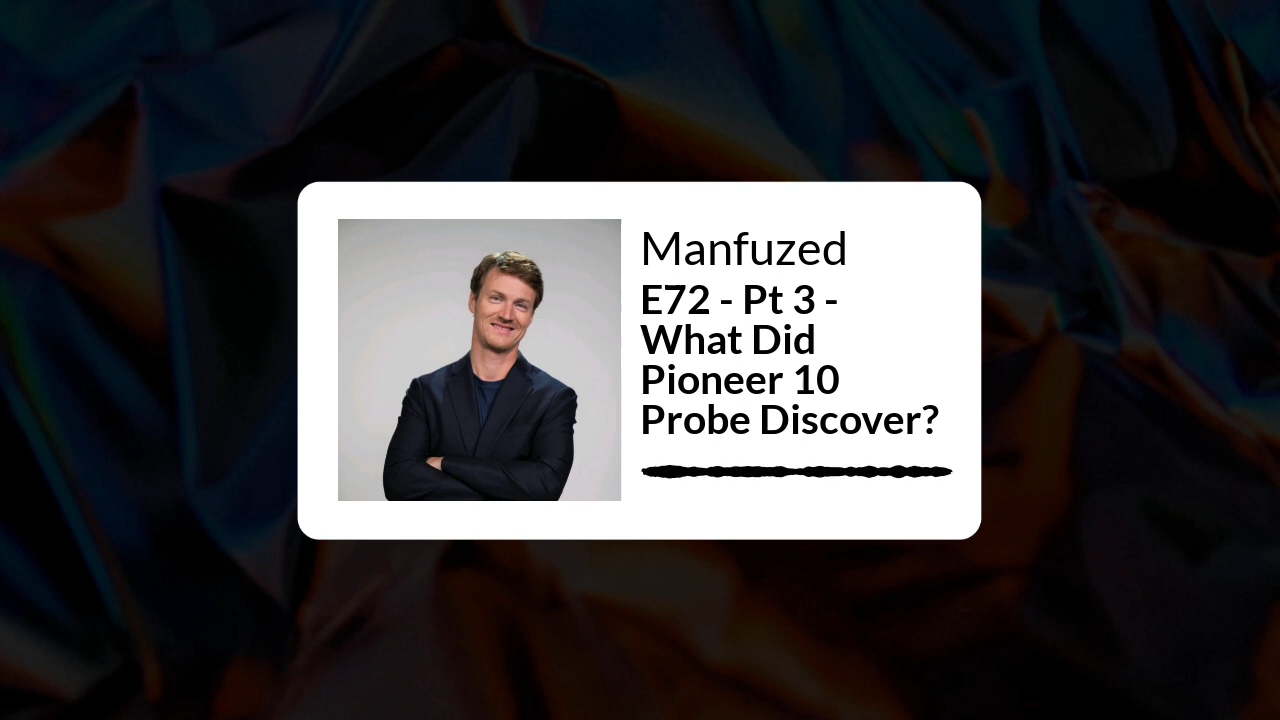 Manfuzed
E72 - Pt 3 -
What Did
Pioneer 10
Probe Discover?